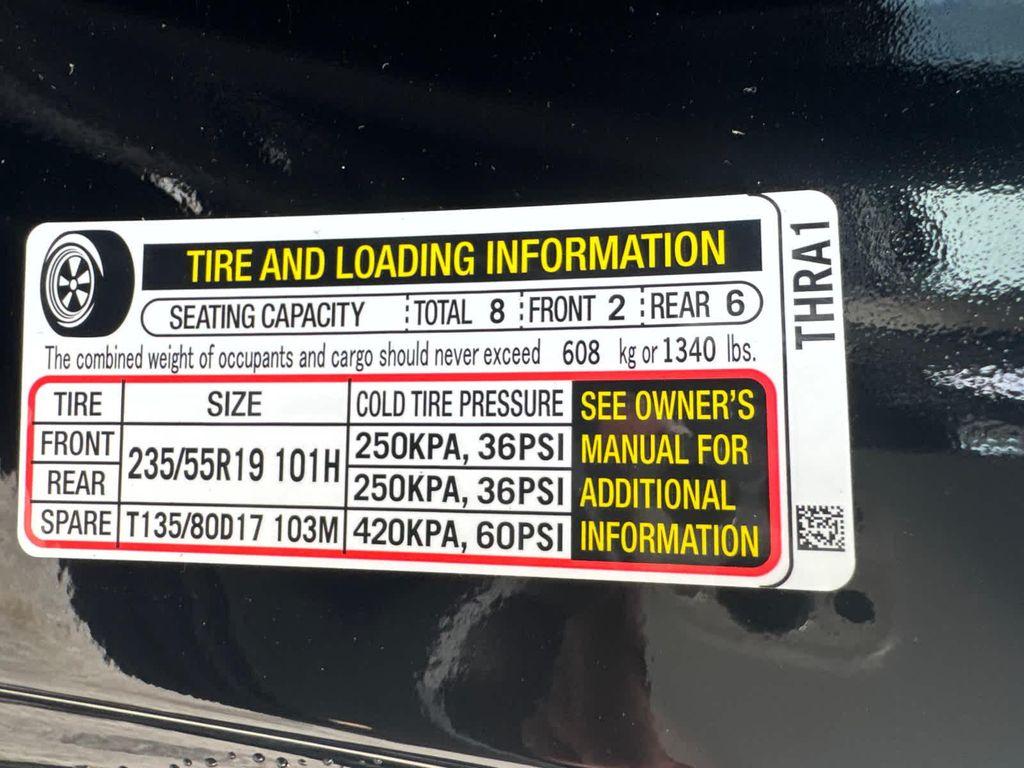 TIRE AND LOADING INFORMATION
SEATING CAPACITY TOTAL 8 FRONT 2 REAR 6
The combined weight of occupants and cargo should never exceed 608 kg or 1340 lbs.
TIRE SIZE COLD TIRE PRESSURE
FRONT 235/55R19 101H 250KPA, 36PSI
REAR 250KPA, 36PSI
SPARE T135/80D17 103M 420KPA, 60PSI
SEE OWNER'S
MANUAL FOR
ADDITIONAL
INFORMATION
THRA1